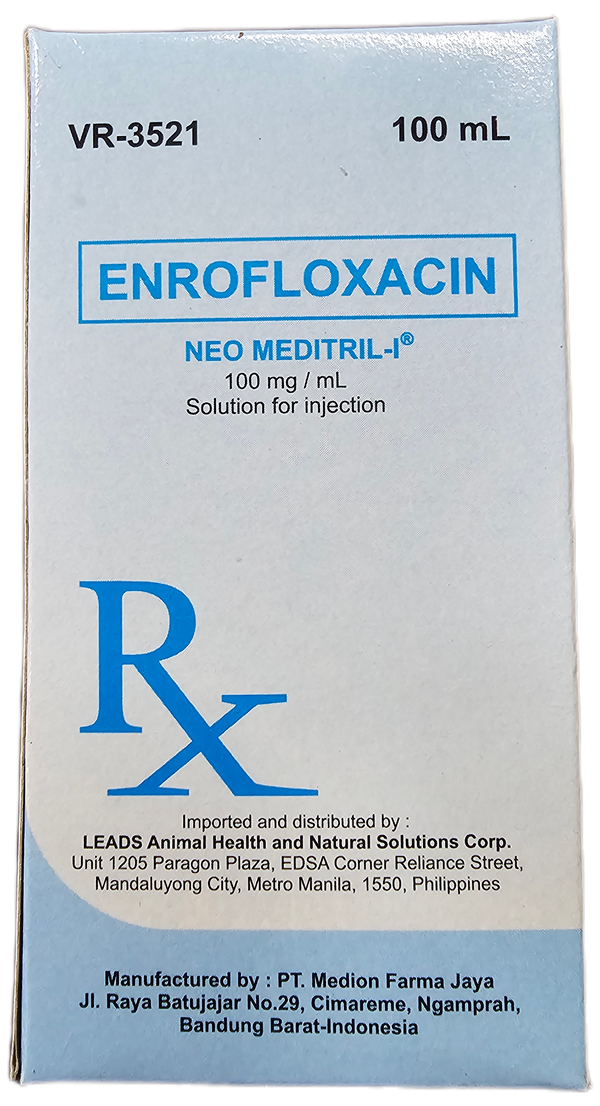 VR-3521 100 mL
ENROFLOXACIN
NEO MEDITRIL-I®
100 mg / mL
Solution for injection
Rx
Imported and distributed by :
LEADS Animal Health and Natural Solutions Corp.
Unit 1205 Paragon Plaza, EDSA Corner Reliance Street,
Mandaluyong City, Metro Manila, 1550, Philippines
Manufactured by : PT. Medion Farma Jaya
Jl. Raya Batujajar No.29, Cimareme, Ngamprah,
Bandung Barat-Indonesia